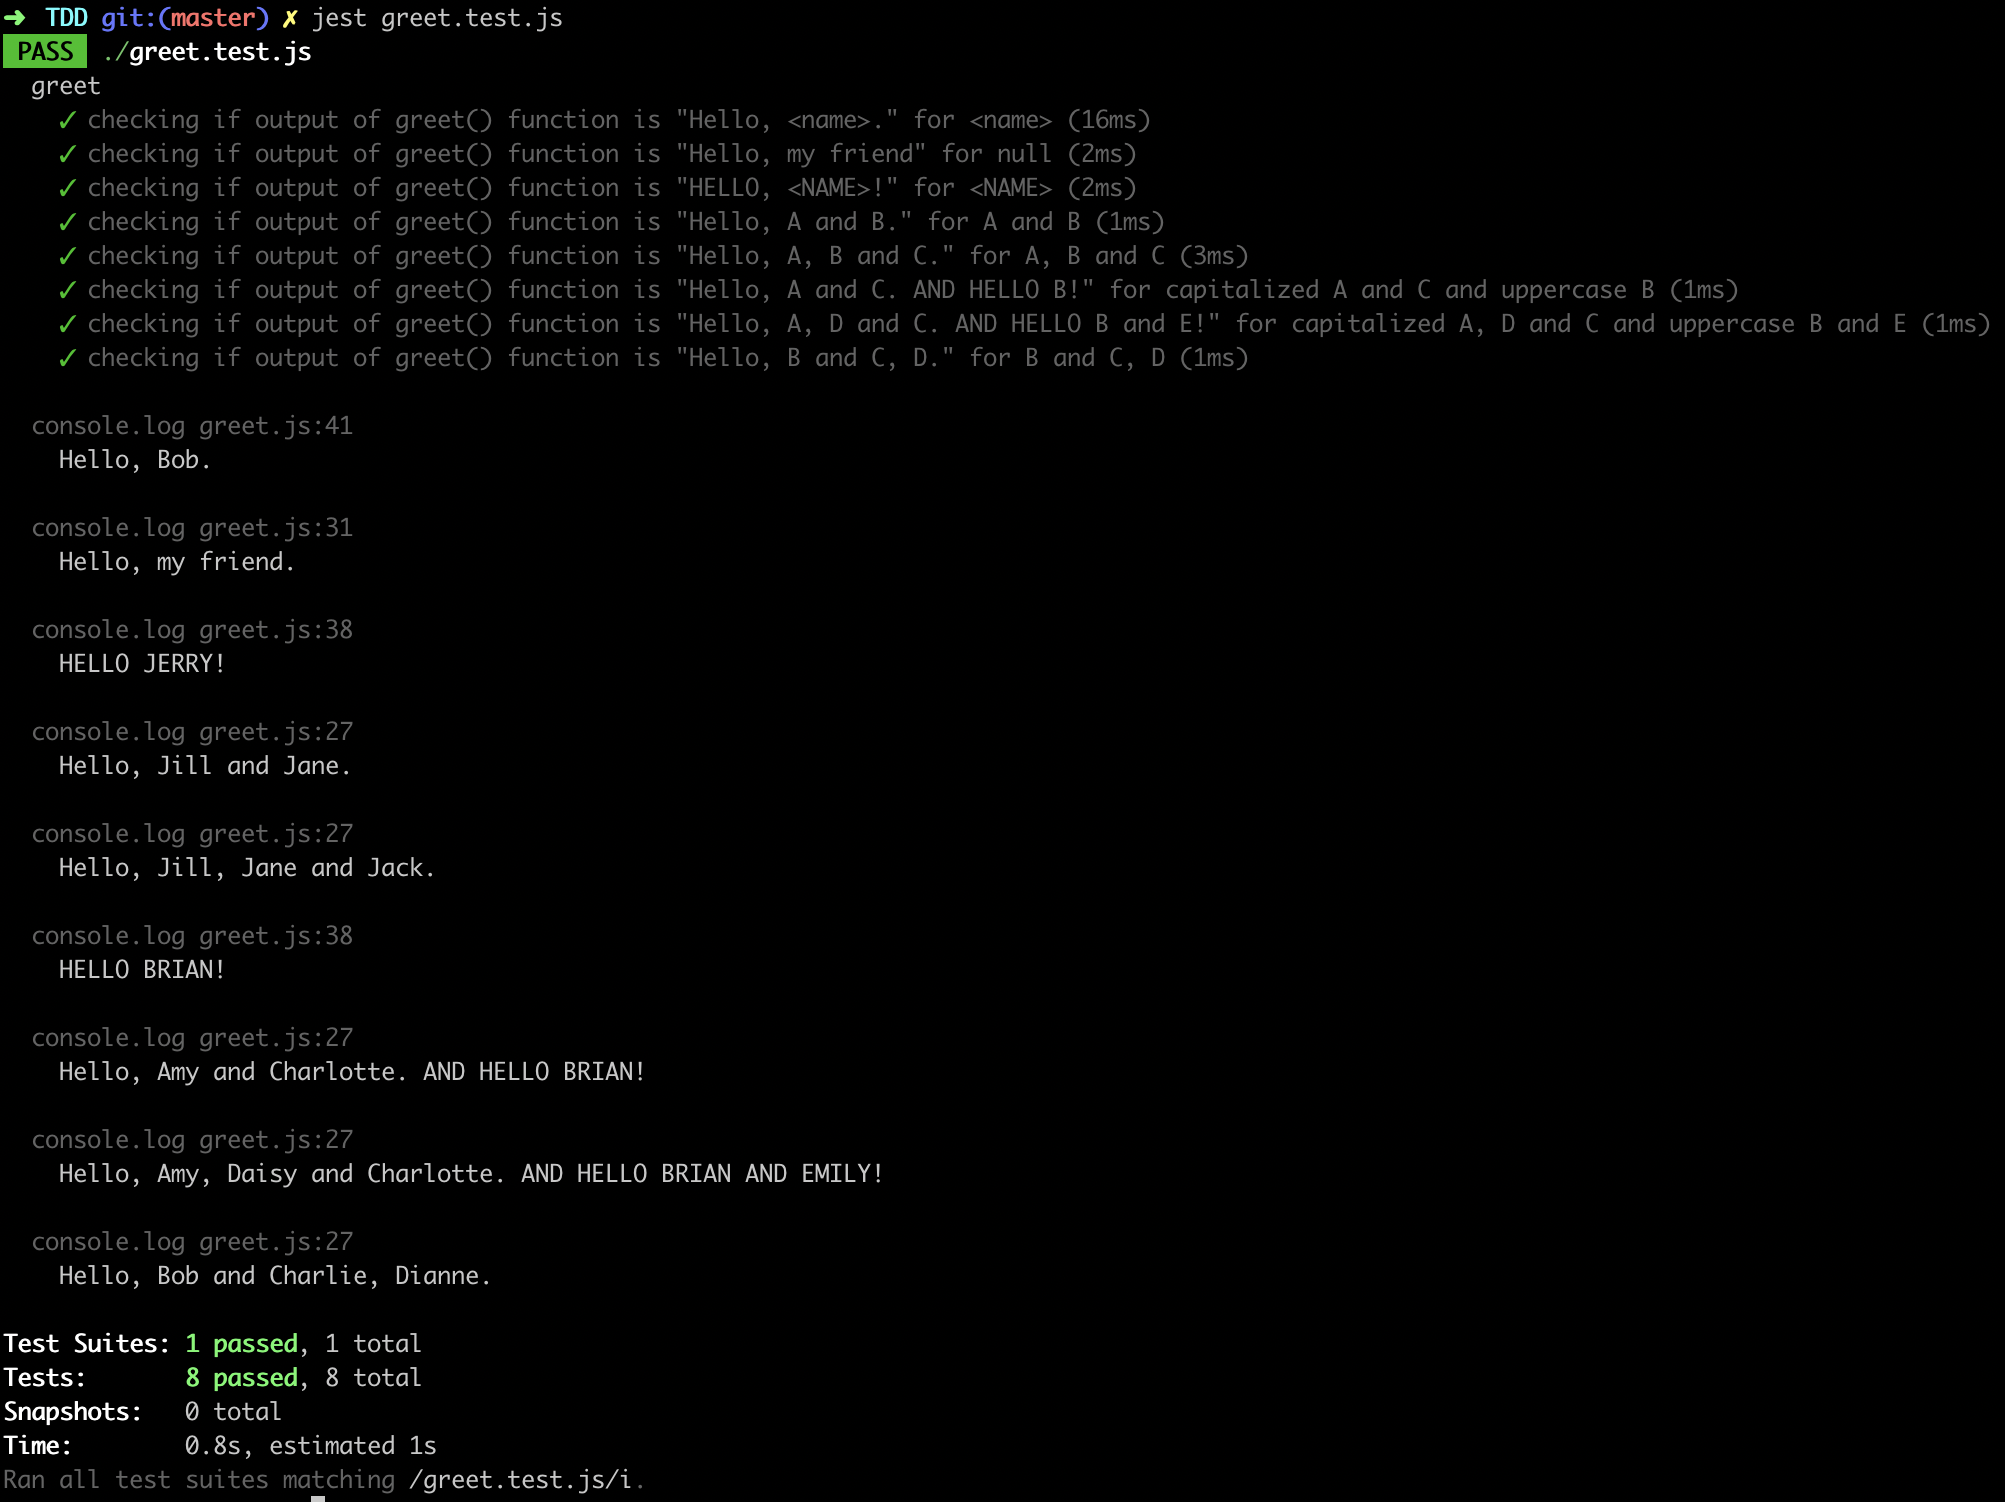 ➜ TDD git:(master) ✗ jest greet.test.js
PASS ./greet.test.js
greet
✓ checking if output of greet() function is "Hello, <name>." for <name> (16ms)
✓ checking if output of greet() function is "Hello, my friend" for null (2ms)
✓ checking if output of greet() function is "HELLO, <NAME>!" for <NAME> (2ms)
✓ checking if output of greet() function is "Hello, A and B." for A and B (1ms)
✓ checking if output of greet() function is "Hello, A, B and C." for A, B and C (3ms)
✓ checking if output of greet() function is "Hello, A and C. AND HELLO B!" for capitalized A and C and uppercase B (1ms)
✓ checking if output of greet() function is "Hello, A, D and C. AND HELLO B and E!" for capitalized A, D and C and uppercase B and E (1ms)
✓ checking if output of greet() function is "Hello, B and C, D." for B and C, D (1ms)
console.log greet.js:41
Hello, Bob.
console.log greet.js:31
Hello, my friend.
console.log greet.js:38
HELLO JERRY!
console.log greet.js:27
Hello, Jill and Jane.
console.log greet.js:27
Hello, Jill, Jane and Jack.
console.log greet.js:38
HELLO BRIAN!
console.log greet.js:27
Hello, Amy and Charlotte. AND HELLO BRIAN!
console.log greet.js:27
Hello, Amy, Daisy and Charlotte. AND HELLO BRIAN AND EMILY!
console.log greet.js:27
Hello, Bob and Charlie, Dianne.
Test Suites: 1 passed, 1 total
Tests: 8 passed, 8 total
Snapshots: 0 total
Time: 0.8s, estimated 1s
Ran all test suites matching /greet.test.js/i.